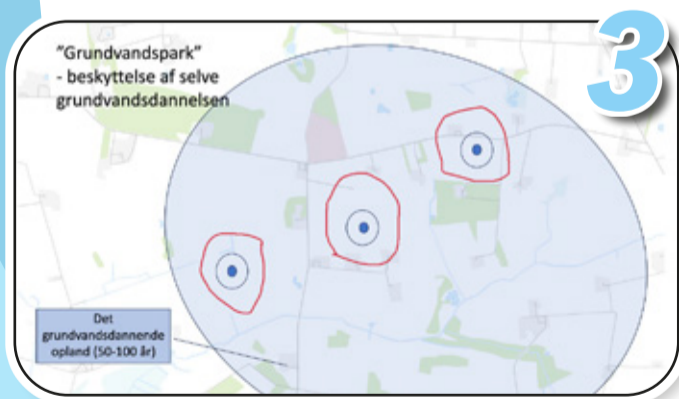 "Grundvandspark"
- beskyttelse af selve
grundvandsdannelsen
3
Det
grundvandsdannende
opland (50-100 år)